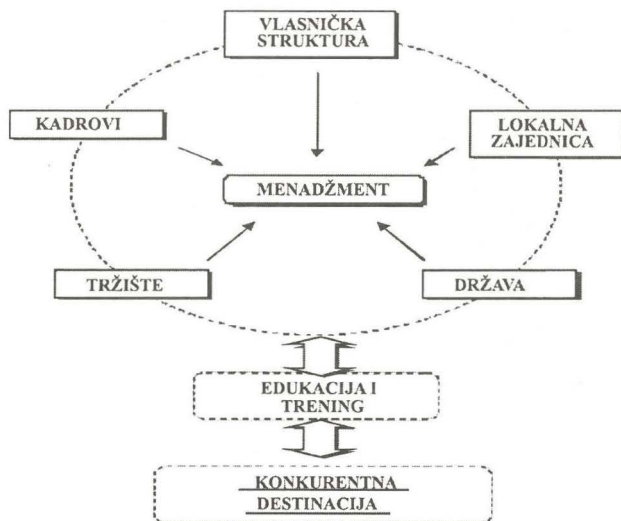 VLASNIČKA
STRUKTURA
KADROVI
LOKALNA
ZAJEDNICA
MENADŽMENT
TRŽIŠTE
DRŽAVA
EDUKACIJA I
TRENING
KONKURENTNA
DESTINACIJA